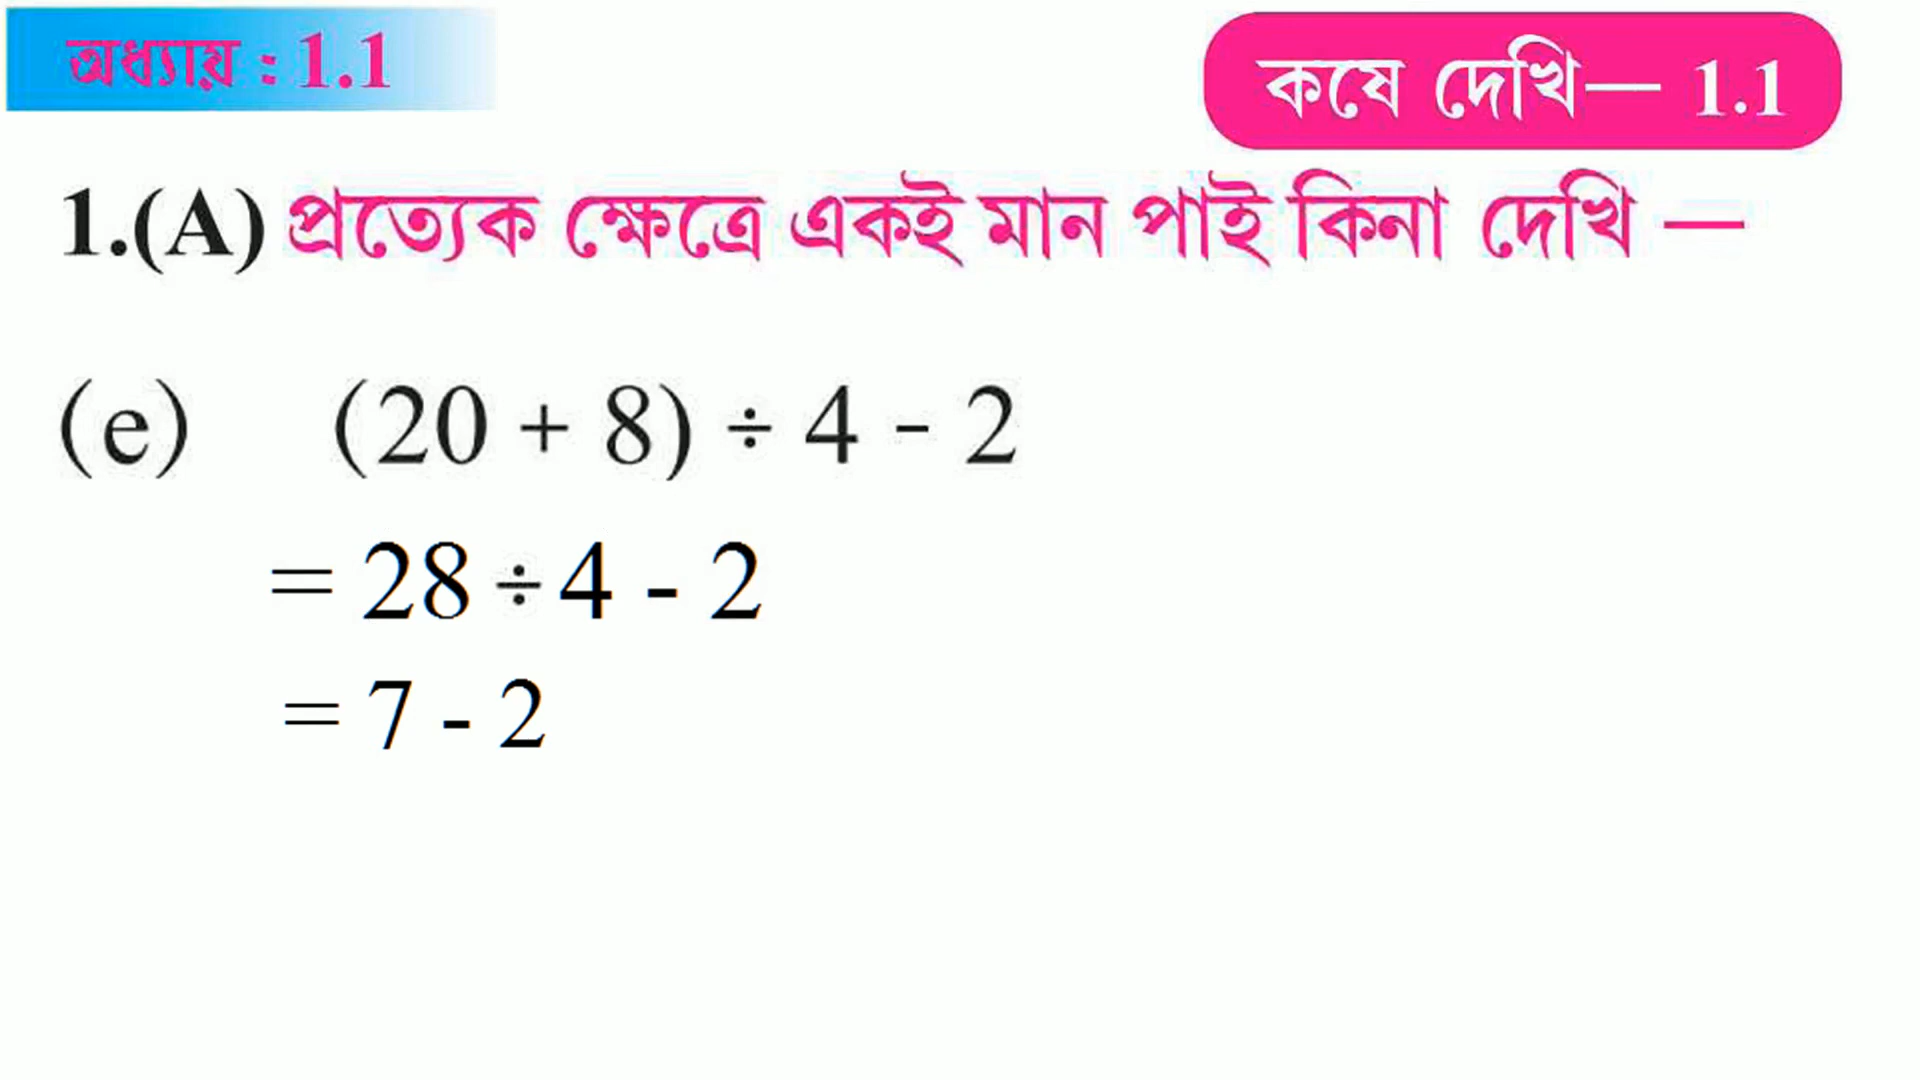 অধ্যায় : 1.1
কষে দেখি— 1.1
1.(A) প্রত্যেক ক্ষেত্রে একই মান পাই কিনা দেখি —
(e) (20 + 8) ÷ 4 - 2
= 28 ÷ 4 - 2
= 7 - 2